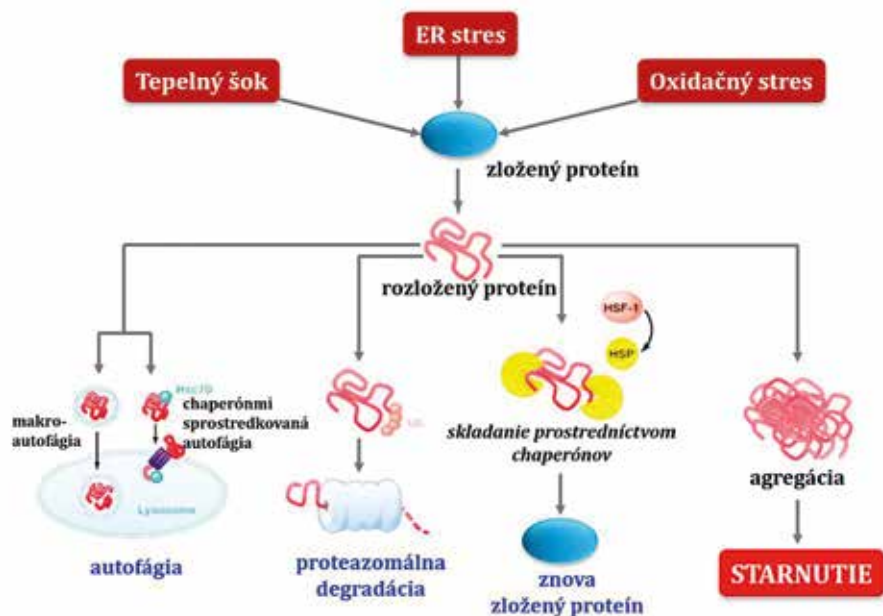 ER stres
Tepelný šok
Oxidačný stres
zložený proteín
rozložený proteín
HSF-1
HSP
Hsc70
makro-
autofágia
chaperónmi
sprostredkovaná
autofágia
Lysosome
skladanie prostredníctvom
chaperónov
agregácia
autofágia
proteazomálna
degradácia
znova
zložený proteín
STARNUTIE